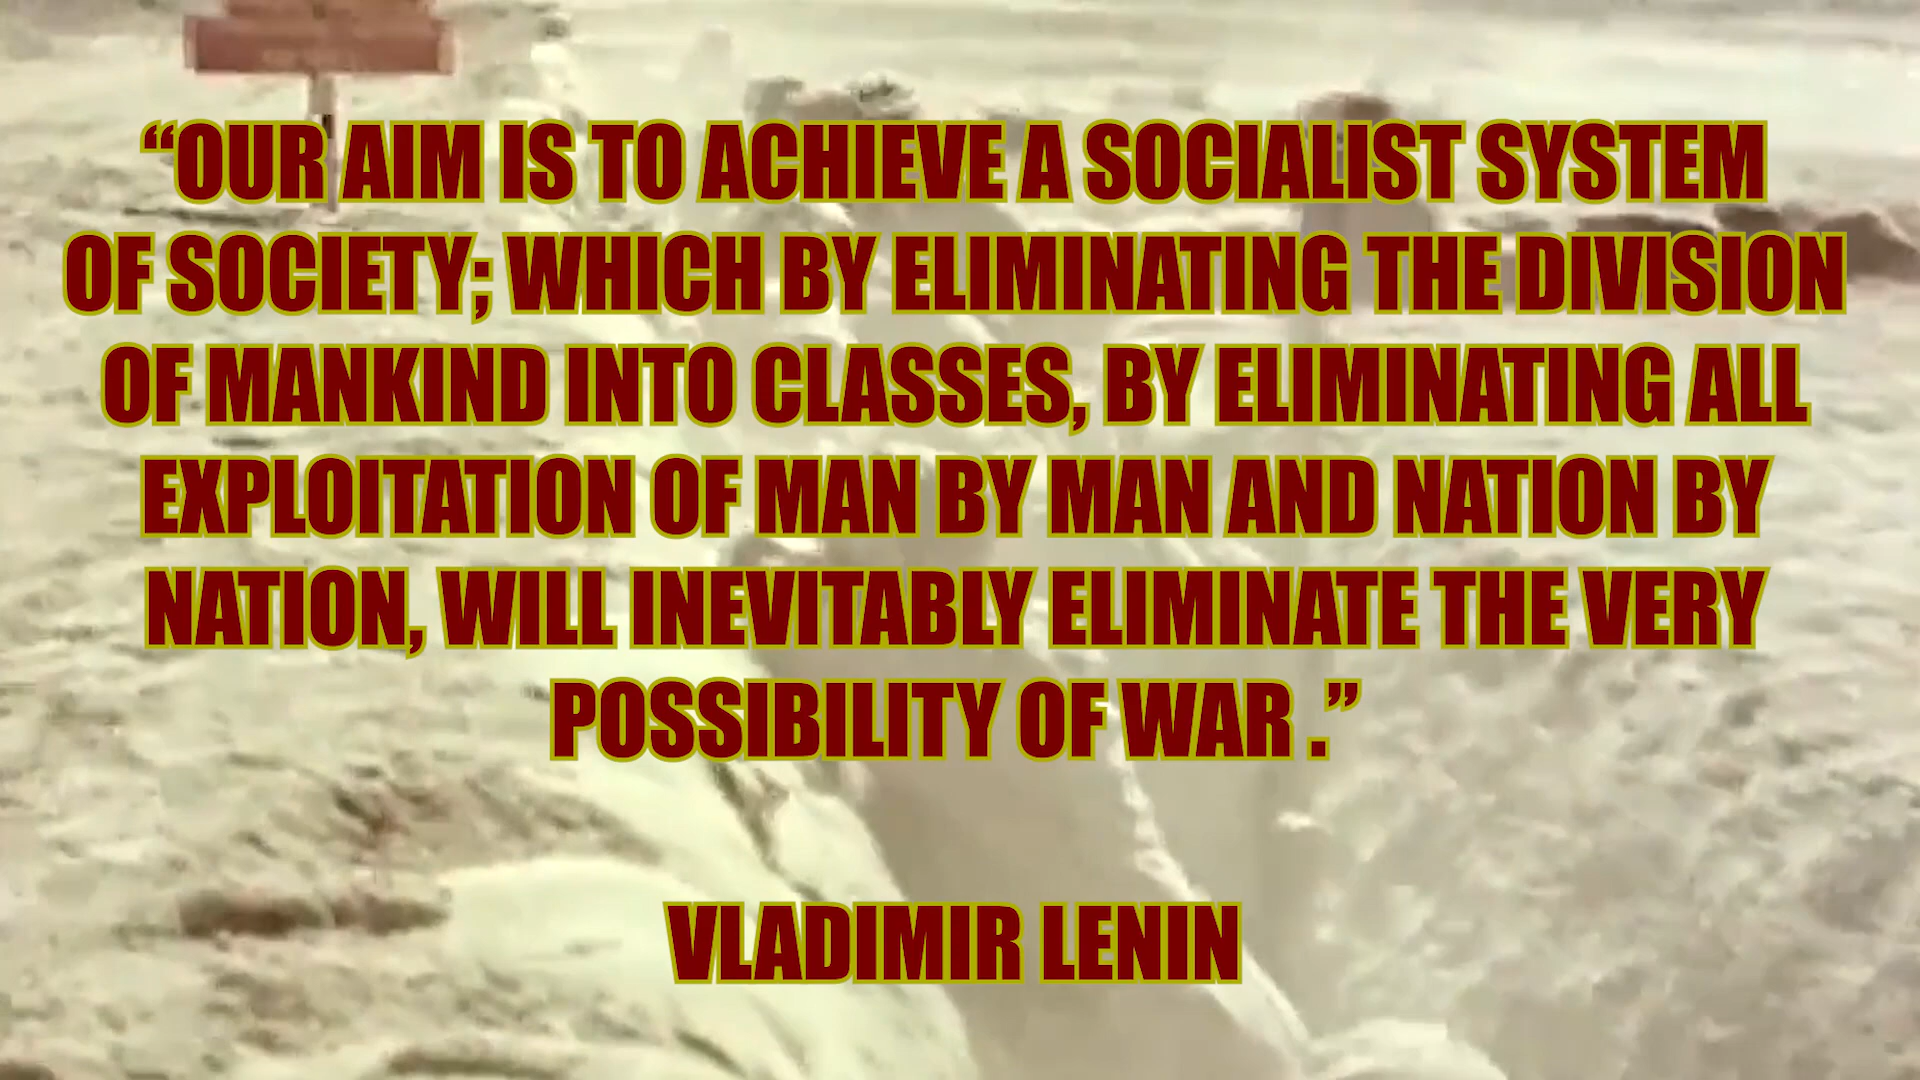 “OUR AIM IS TO ACHIEVE A SOCIALIST SYSTEM
OF SOCIETY; WHICH BY ELIMINATING THE DIVISION
OF MANKIND INTO CLASSES, BY ELIMINATING ALL
EXPLOITATION OF MAN BY MAN AND NATION BY
NATION, WILL INEVITABLY ELIMINATE THE VERY
POSSIBILITY OF WAR .”
VLADIMIR LENIN